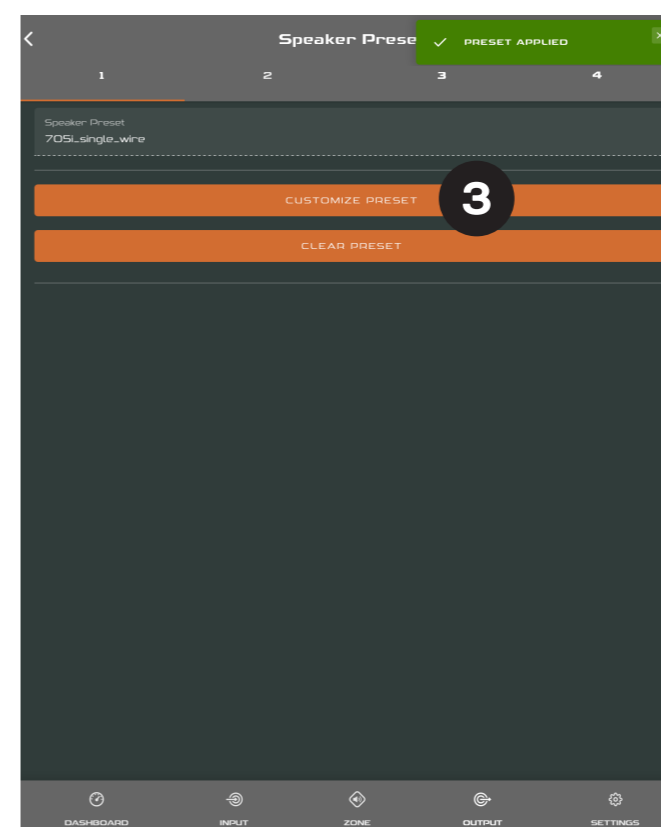 Speaker Prese
PRESET APPLIED
1 2 3 4
Speaker Preset
705i_single_wire
CUSTOMIZE PRESET
3
CLEAR PRESET
DASHBOARD INPUT ZONE OUTPUT SETTINGS